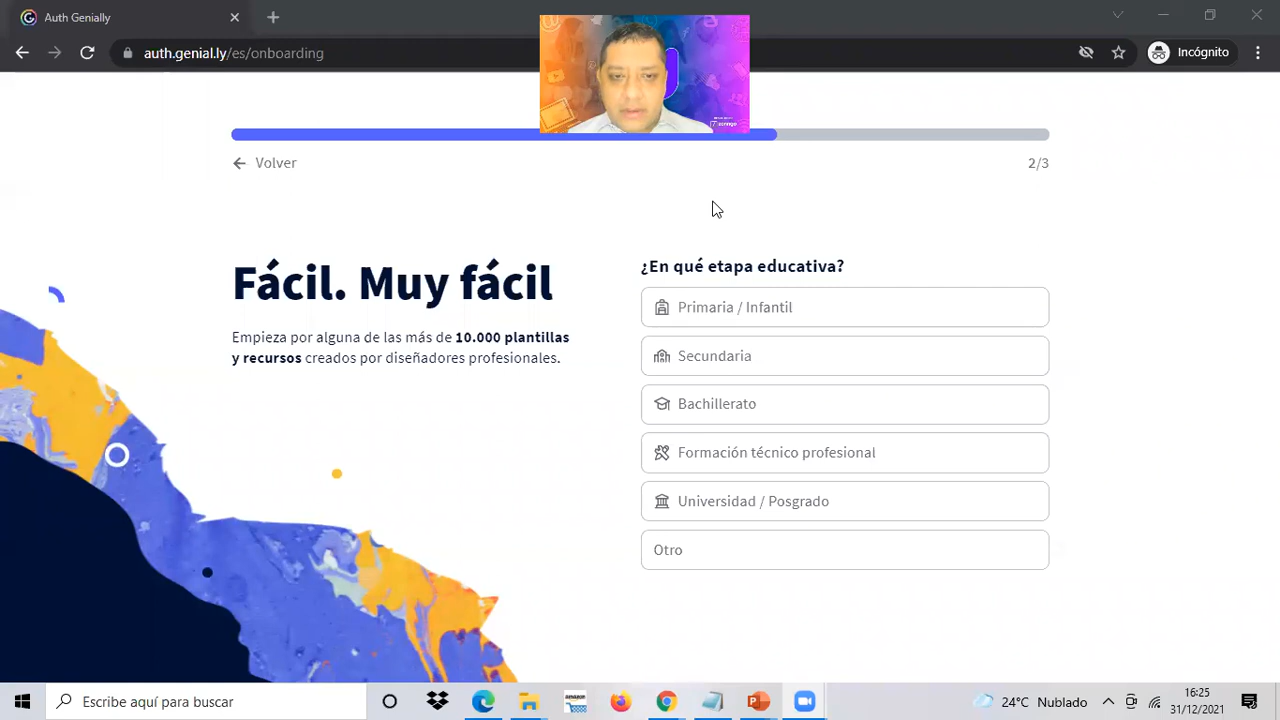 Auth Genially
auth.genial.ly/es/onboarding
Incógnito
Volver
2/3
Fácil. Muy fácil
Empieza por alguna de las más de 10.000 plantillas
y recursos creados por diseñadores profesionales.
¿En qué etapa educativa?
Primaria / Infantil
Secundaria
Bachillerato
Formación técnico profesional
Universidad / Posgrado
Otro
Escribe aquí para buscar
24°C Nublado
18:25
31/12/2021